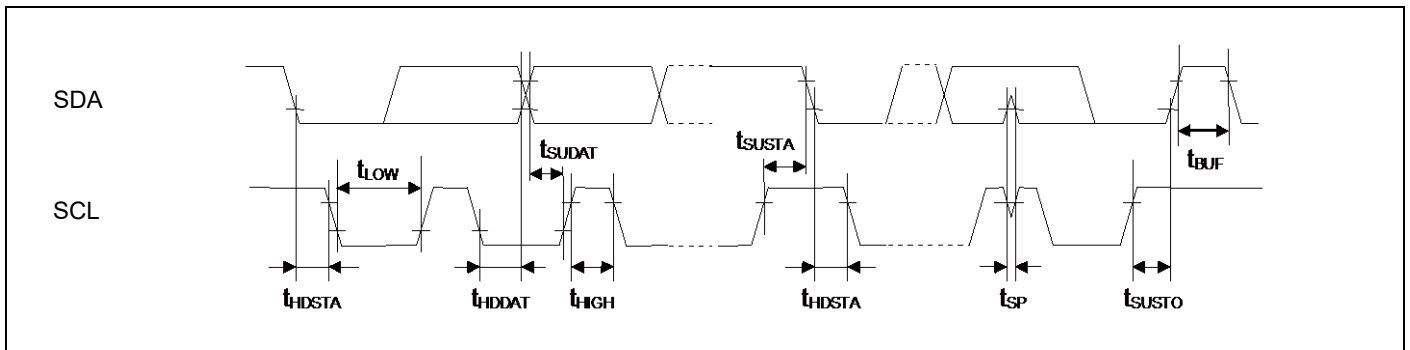 SDA
tSUDAT
tSUSTA
tBUF
tLOW
SCL
tHDSTA
tHDDAT
tHIGH
tHDSTA
tSP
tSUSTO